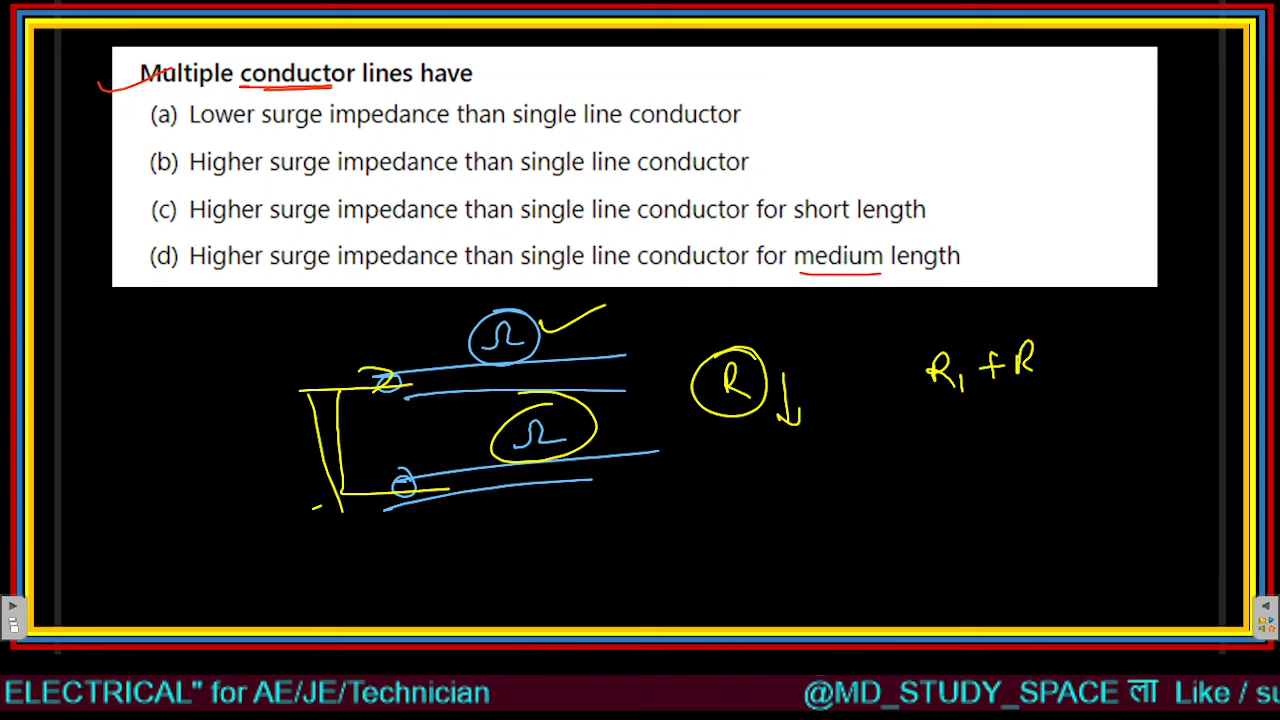 Multiple conductor lines have
(a) Lower surge impedance than single line conductor
(b) Higher surge impedance than single line conductor
(c) Higher surge impedance than single line conductor for short length
(d) Higher surge impedance than single line conductor for medium length
Ω
R
R₁ + R
Ω
ELECTRICAL" for AE/JE/Technician @MD_STUDY_SPACE ला Like / su